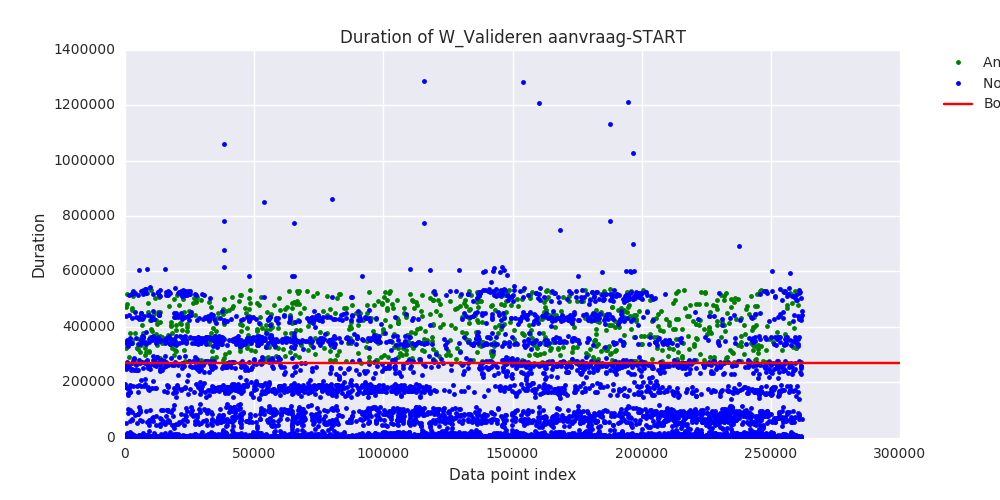 Duration of W_Valideren aanvraag-START
1400000
1200000
1000000
800000
600000
400000
200000
0
Duration
0 50000 100000 150000 200000 250000 300000
Data point index
An
No
Bo